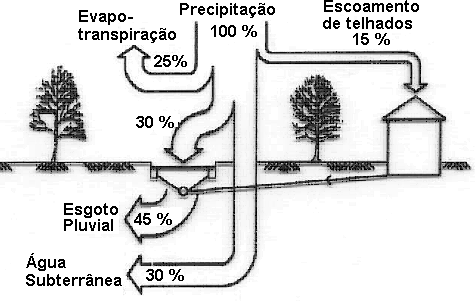 Evapo-
transpiração
25%
Precipitação
100 %
Escoamento
de telhados
15 %
30 %
Esgoto
Pluvial
45 %
Água
Subterrânea
30 %